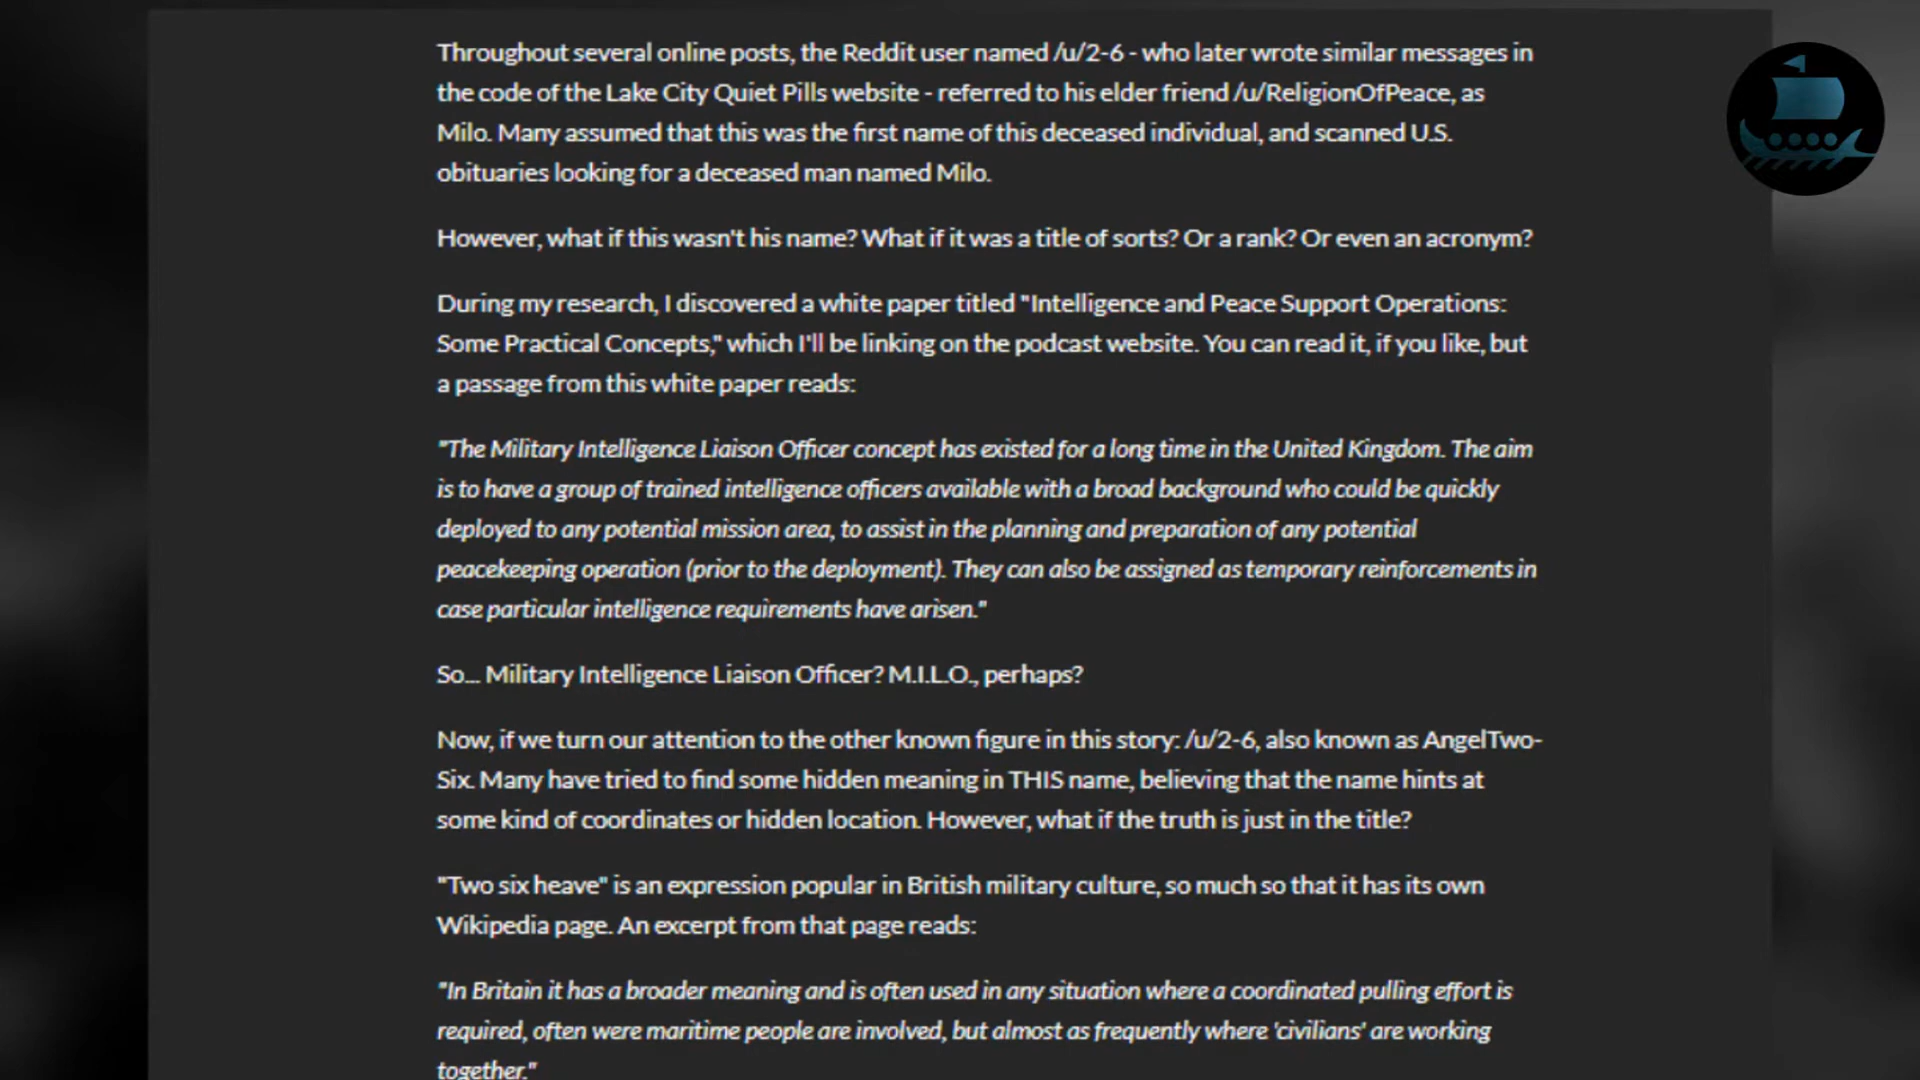 Throughout several online posts, the Reddit user named /u/2-6 - who later wrote similar messages in
the code of the Lake City Quiet Pills website - referred to his elder friend /u/ReligionOfPeace, as
Milo. Many assumed that this was the first name of this deceased individual, and scanned U.S.
obituaries looking for a deceased man named Milo.
However, what if this wasn't his name? What if it was a title of sorts? Or a rank? Or even an acronym?
During my research, I discovered a white paper titled "Intelligence and Peace Support Operations:
Some Practical Concepts," which I'll be linking on the podcast website. You can read it, if you like, but
a passage from this white paper reads:
"The Military Intelligence Liaison Officer concept has existed for a long time in the United Kingdom. The aim
is to have a group of trained intelligence officers available with a broad background who could be quickly
deployed to any potential mission area, to assist in the planning and preparation of any potential
peacekeeping operation (prior to the deployment). They can also be assigned as temporary reinforcements in
case particular intelligence requirements have arisen."
So... Military Intelligence Liaison Officer? M.I.L.O., perhaps?
Now, if we turn our attention to the other known figure in this story: /u/2-6, also known as AngelTwo-
Six. Many have tried to find some hidden meaning in THIS name, believing that the name hints at
some kind of coordinates or hidden location. However, what if the truth is just in the title?
"Two six heave" is an expression popular in British military culture, so much so that it has its own
Wikipedia page. An excerpt from that page reads:
"In Britain it has a broader meaning and is often used in any situation where a coordinated pulling effort is
required, often were maritime people are involved, but almost as frequently where 'civilians' are working
together."